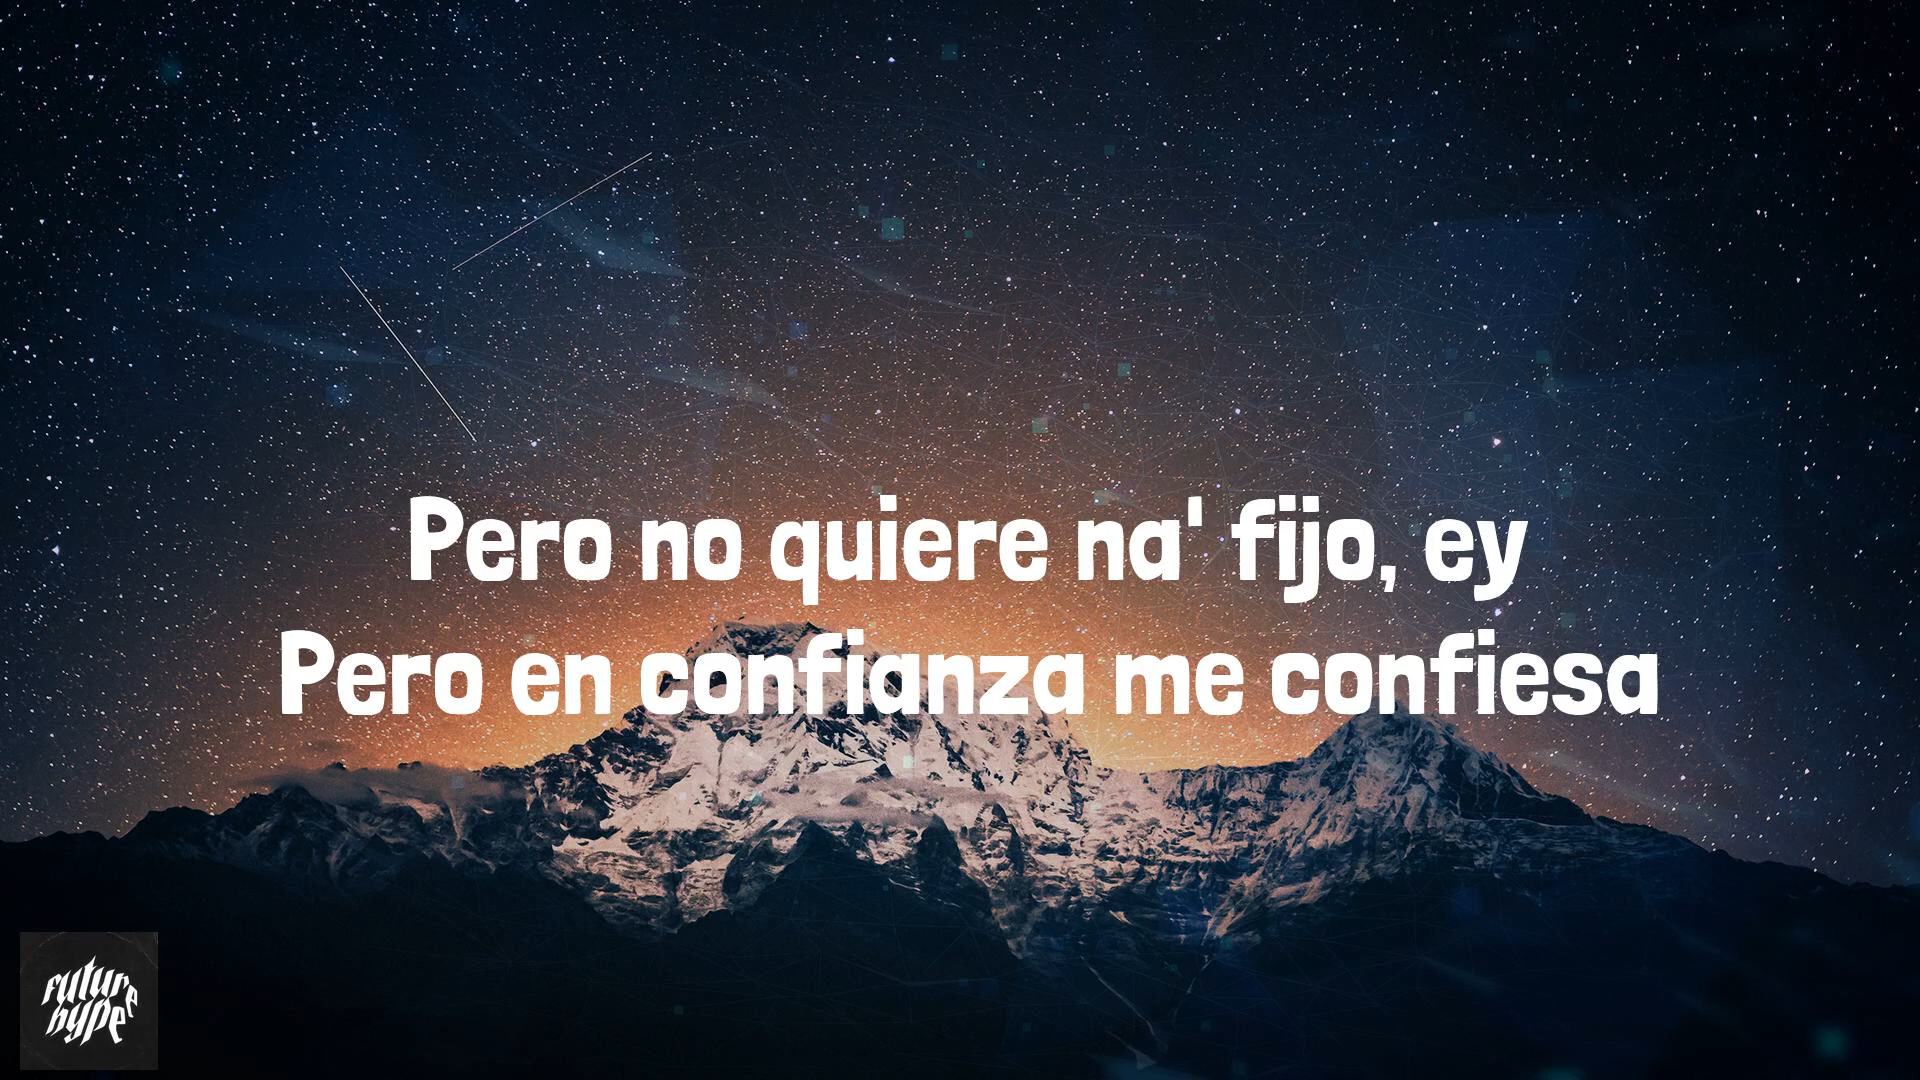 Pero no quiere na' fijo, ey
Pero en confianza me confiesa
future
hype